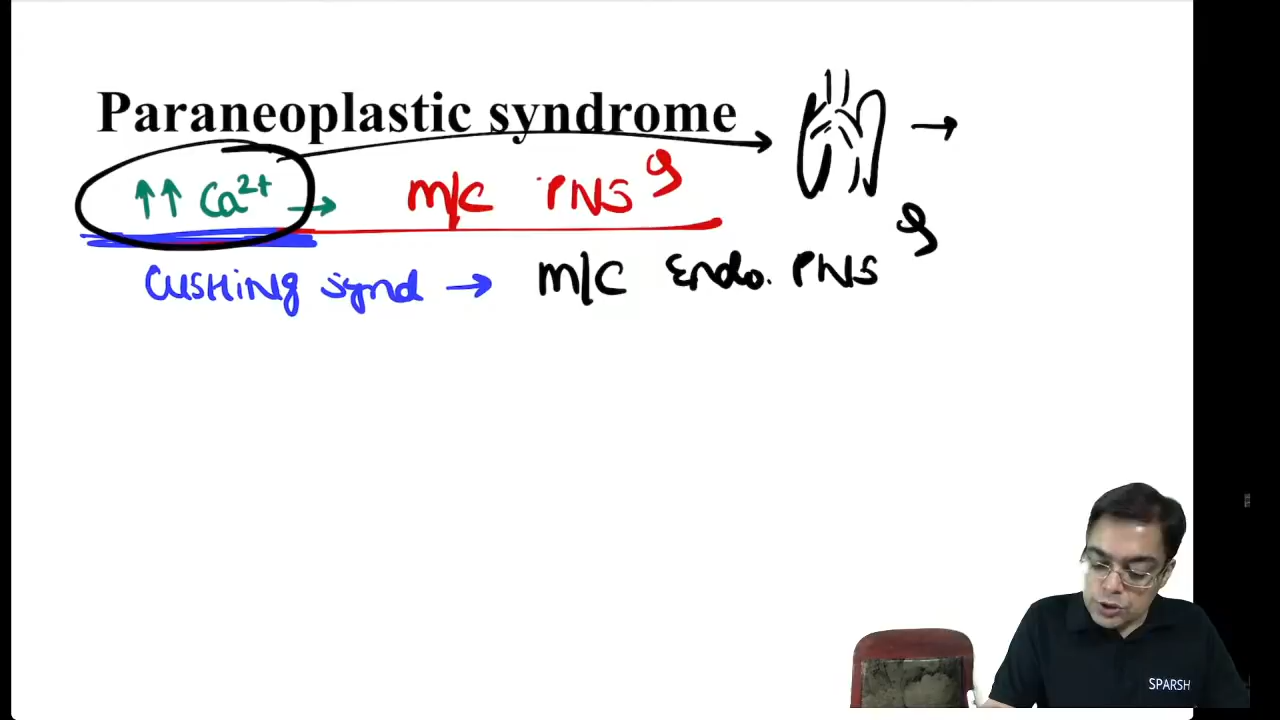 Paraneoplastic syndrome
↑↑ Ca²⁺ → M/C PNS
CUSHING Synd → M/C Endo. PNS
SPARSH